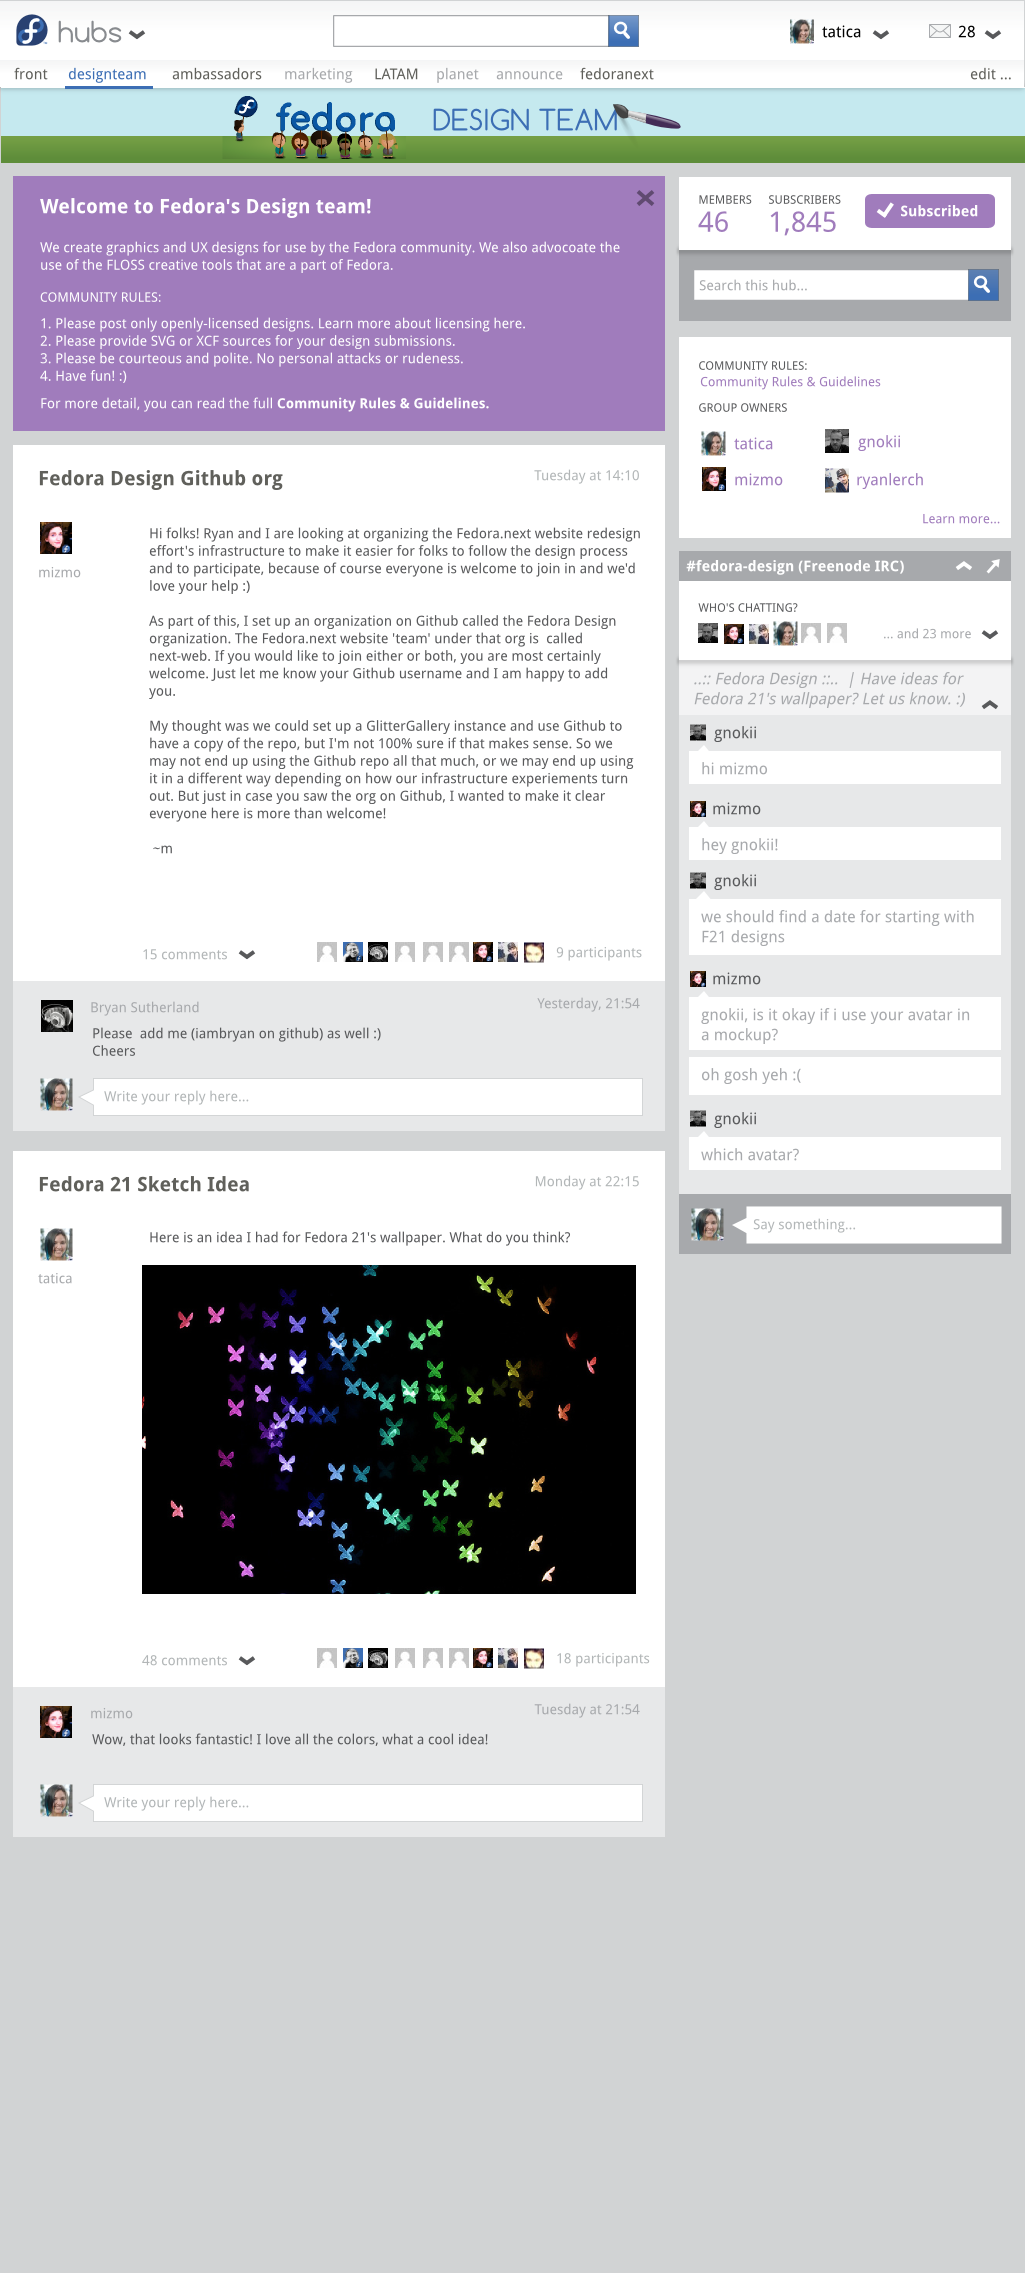 hubs
tatica
28
front
designteam
ambassadors
marketing
LATAM
planet
announce
fedoranext
edit ...
fedora DESIGN TEAM
Welcome to Fedora's Design team!
We create graphics and UX designs for use by the Fedora community. We also advocoate the
use of the FLOSS creative tools that are a part of Fedora.
COMMUNITY RULES:
1. Please post only openly-licensed designs. Learn more about licensing here.
2. Please provide SVG or XCF sources for your design submissions.
3. Please be courteous and polite. No personal attacks or rudeness.
4. Have fun! :)
For more detail, you can read the full Community Rules & Guidelines.
Fedora Design Github org
Tuesday at 14:10
mizmo
Hi folks! Ryan and I are looking at organizing the Fedora.next website redesign
effort's infrastructure to make it easier for folks to follow the design process
and to participate, because of course everyone is welcome to join in and we'd
love your help :)
As part of this, I set up an organization on Github called the Fedora Design
organization. The Fedora.next website 'team' under that org is  called
next-web. If you would like to join either or both, you are most certainly
welcome. Just let me know your Github username and I am happy to add
you.
My thought was we could set up a GlitterGallery instance and use Github to
have a copy of the repo, but I'm not 100% sure if that makes sense. So we
may not end up using the Github repo all that much, or we may end up using
it in a different way depending on how our infrastructure experiements turn
out. But just in case you saw the org on Github, I wanted to make it clear
everyone here is more than welcome!
~m
15 comments
9 participants
Bryan Sutherland
Yesterday, 21:54
Please  add me (iambryan on github) as well :)
Cheers
Write your reply here...
Fedora 21 Sketch Idea
Monday at 22:15
tatica
Here is an idea I had for Fedora 21's wallpaper. What do you think?
48 comments
18 participants
mizmo
Tuesday at 21:54
Wow, that looks fantastic! I love all the colors, what a cool idea!
Write your reply here...
MEMBERS
46
SUBSCRIBERS
1,845
Subscribed
Search this hub...
COMMUNITY RULES:
Community Rules & Guidelines
GROUP OWNERS
tatica
gnokii
mizmo
ryanlerch
Learn more...
#fedora-design (Freenode IRC)
WHO'S CHATTING?
... and 23 more
..:: Fedora Design ::..  | Have ideas for
Fedora 21's wallpaper? Let us know. :)
gnokii
hi mizmo
mizmo
hey gnokii!
gnokii
we should find a date for starting with
F21 designs
mizmo
gnokii, is it okay if i use your avatar in
a mockup?
oh gosh yeh :(
gnokii
which avatar?
Say something...